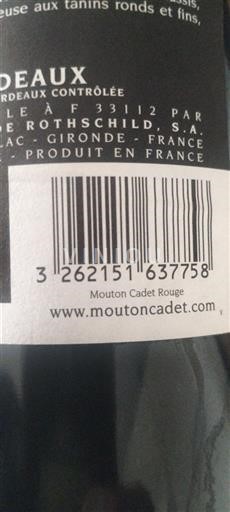 euse aux tanins ronds et fins,
DEAUX
RDEAUX CONTRÔLÉE
LE À F 33112 PAR
DE ROTHSCHILD, S.A.
LAC - GIRONDE - FRANCE
- PRODUIT EN FRANCE
3 262151 637758
Mouton Cadet Rouge
www.moutoncadet.com